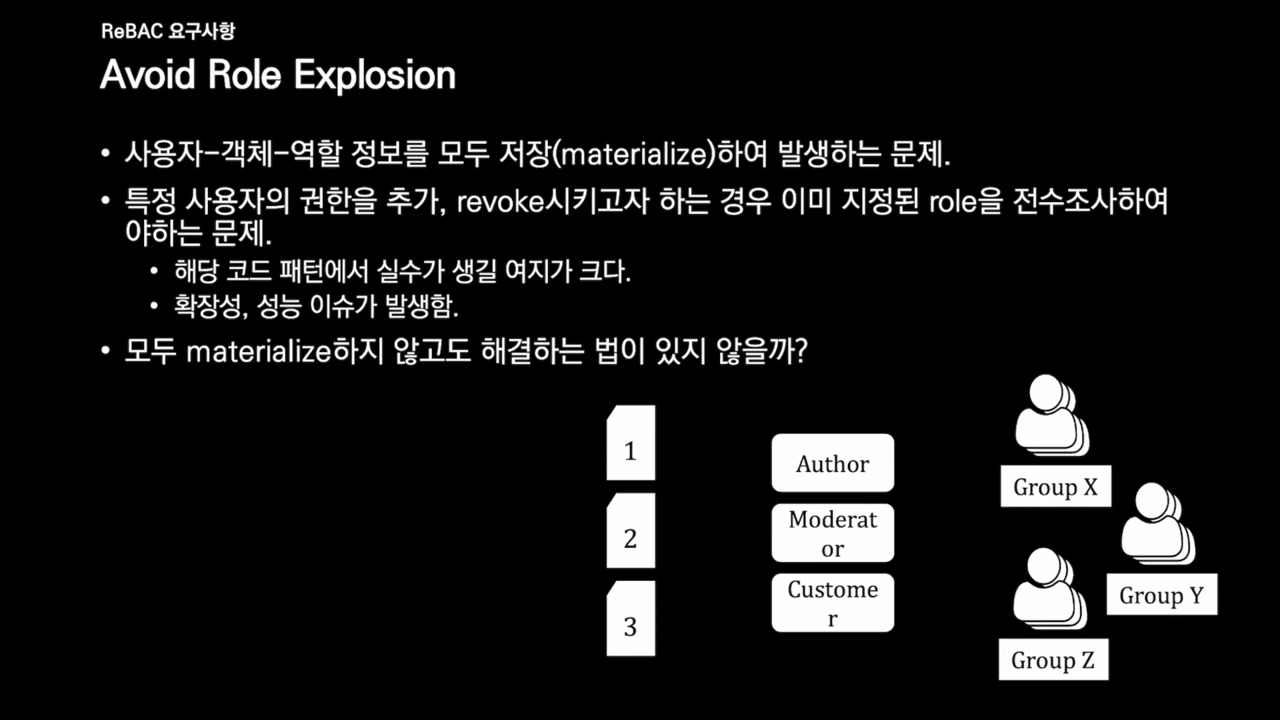 ReBAC 요구사항
Avoid Role Explosion
• 사용자-객체-역할 정보를 모두 저장(materialize)하여 발생하는 문제.
• 특정 사용자의 권한을 추가, revoke시키고자 하는 경우 이미 지정된 role을 전수조사하여
야하는 문제.
• 해당 코드 패턴에서 실수가 생길 여지가 크다.
• 확장성, 성능 이슈가 발생함.
• 모두 materialize하지 않고도 해결하는 법이 있지 않을까?
1
2
3
Author
Moderat
or
Custome
r
Group X
Group Y
Group Z